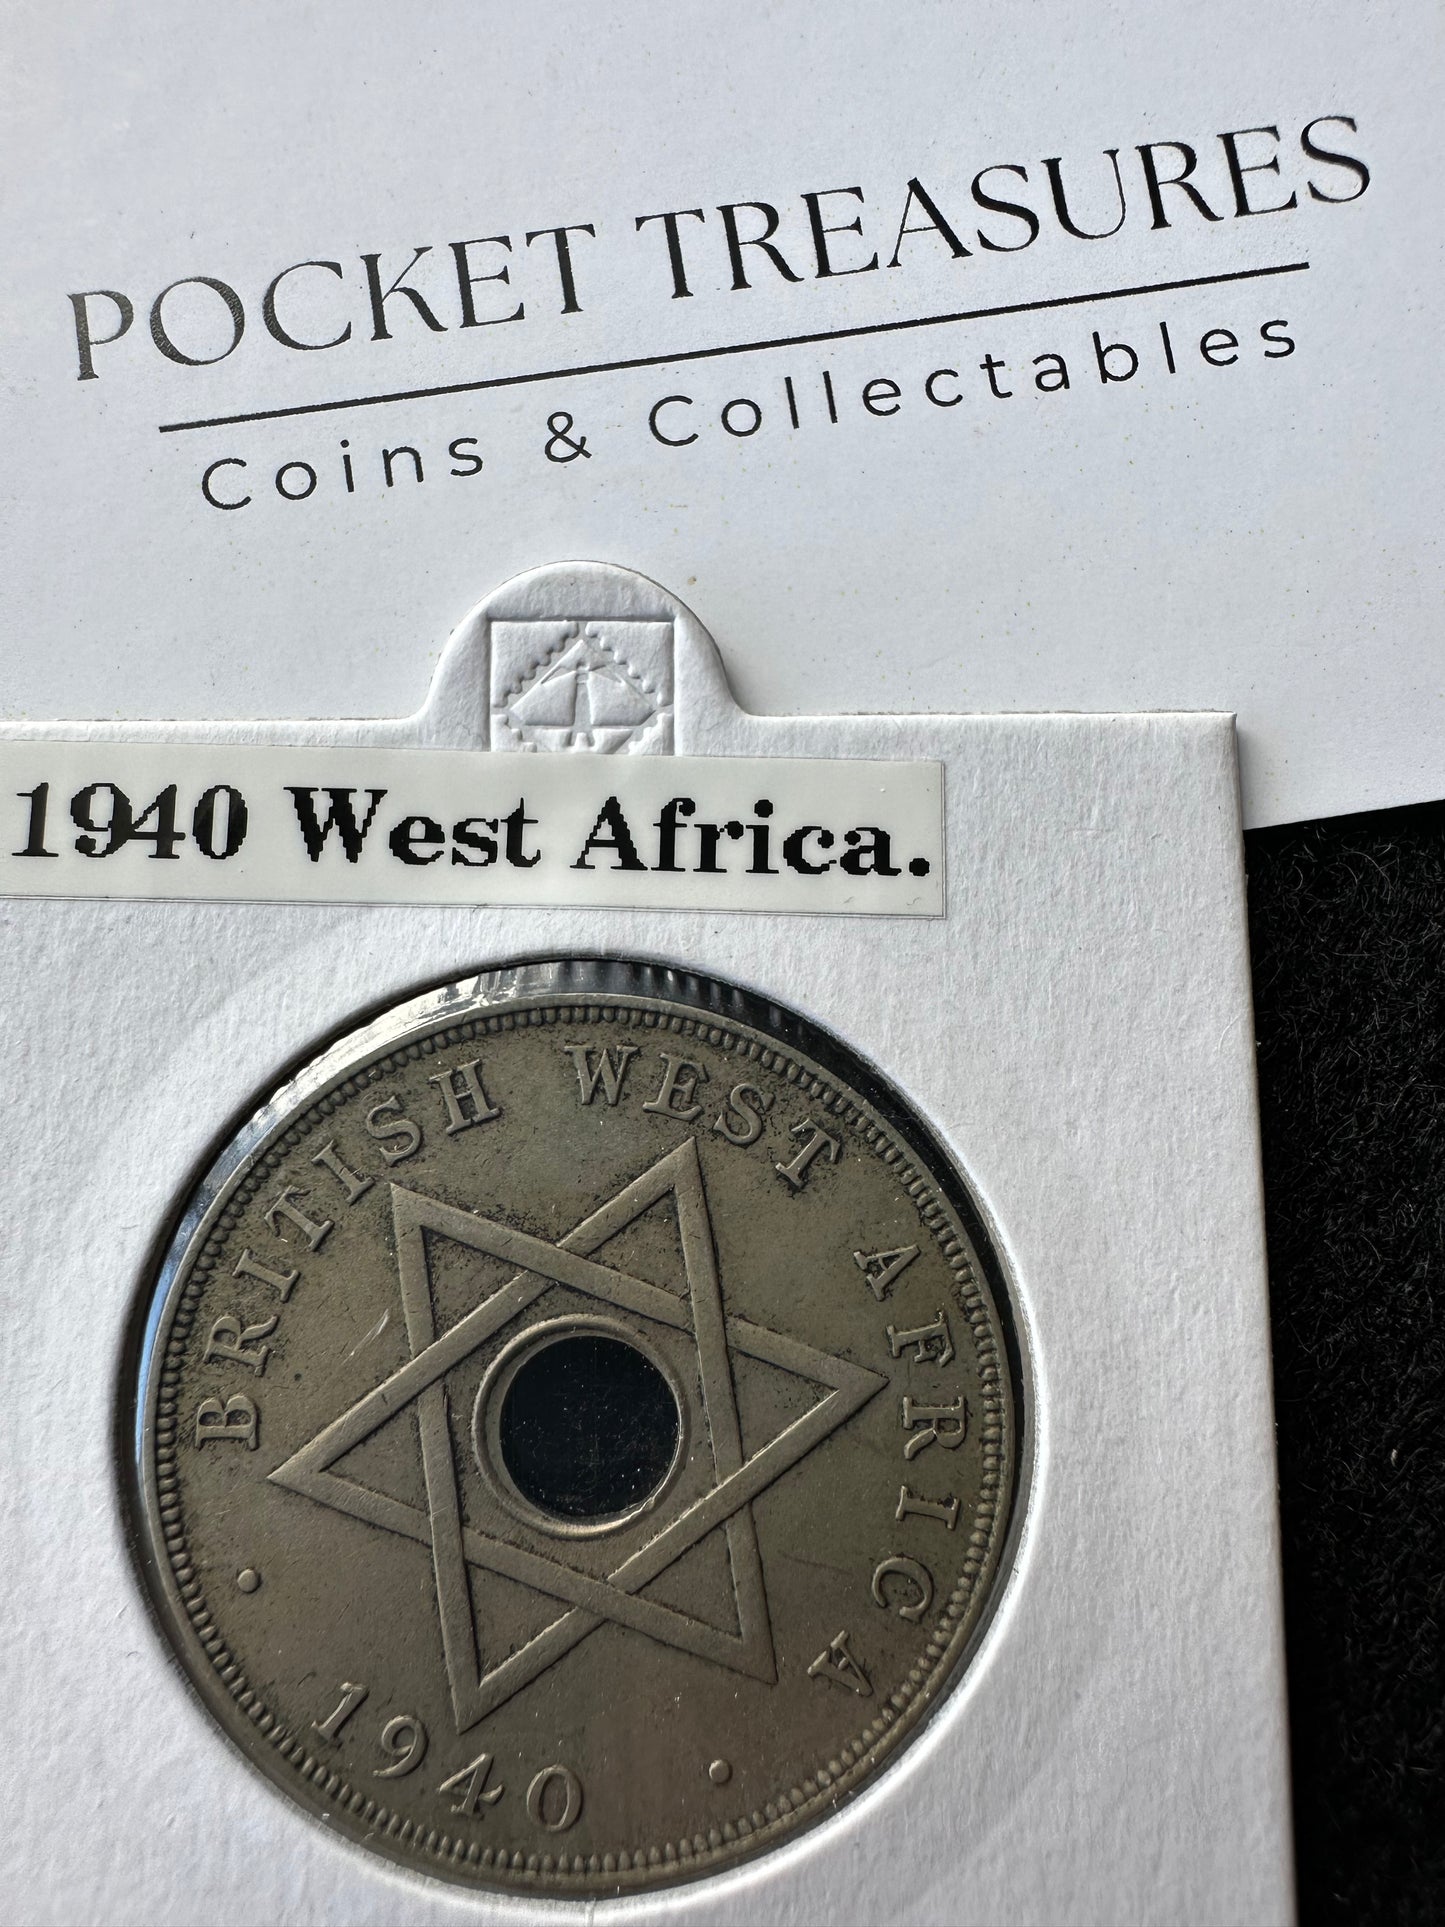 POCKET TREASURES
Coins & Collectables
1940 West Africa.
BRITISH WEST AFRICA
• 1940 •